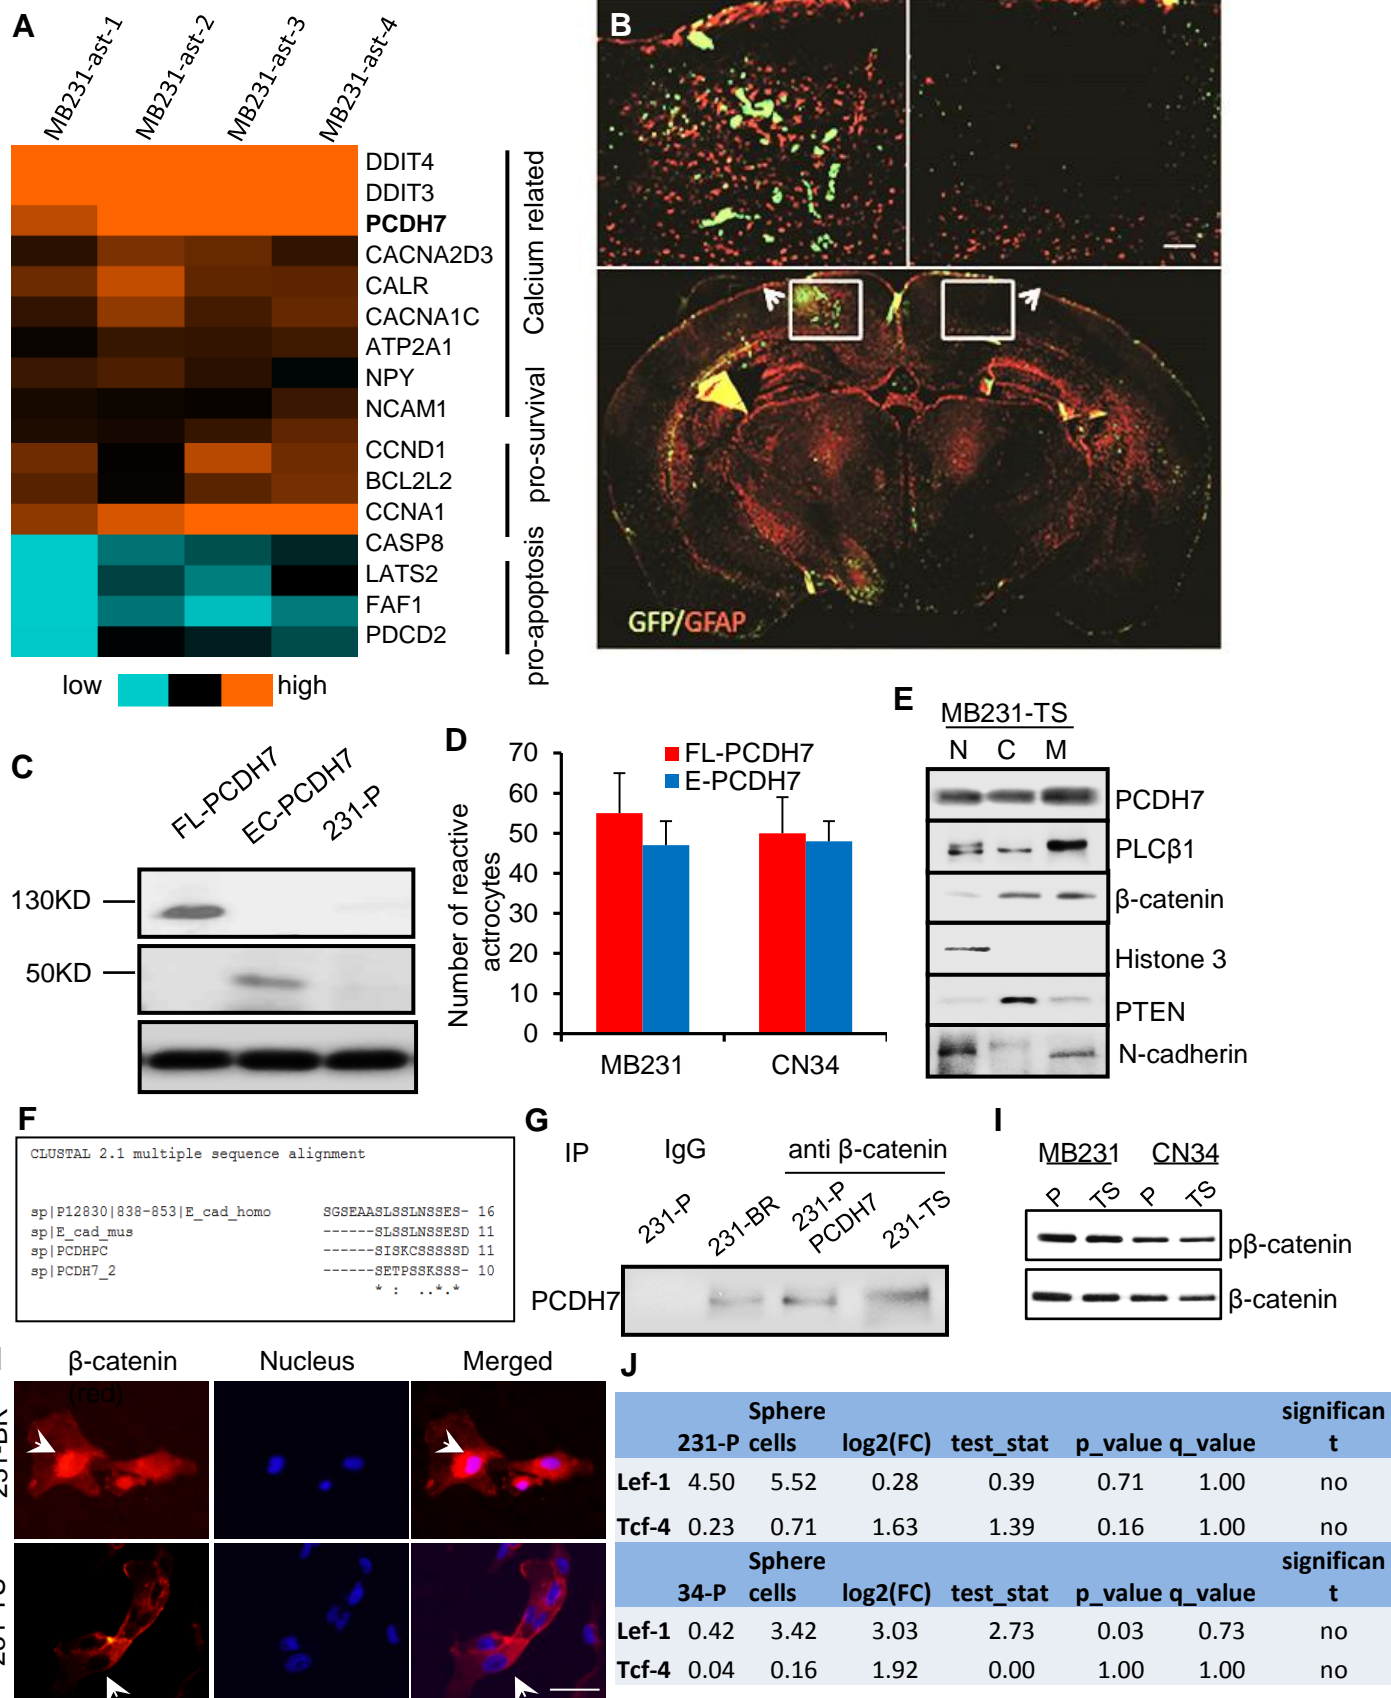 A
MB231-ast-1
MB231-ast-2
MB231-ast-3
MB231-ast-4
DDIT4
DDIT3
PCDH7
CACNA2D3
CALR
CACNA1C
ATP2A1
NPY
NCAM1
CCND1
BCL2L2
CCNA1
CASP8
LATS2
FAF1
PDCD2
Calcium related
pro-survival
pro-apoptosis
low
high
B
GFP/GFAP
C
FL-PCDH7
EC-PCDH7
231-P
130KD
50KD
D
70
60
50
40
30
20
10
0
Number of reactive
actrocytes
FL-PCDH7
E-PCDH7
MB231
CN34
E
MB231-TS
N C M
PCDH7
PLCβ1
β-catenin
Histone 3
PTEN
N-cadherin
F
CLUSTAL 2.1 multiple sequence alignment
sp|P12830|838-853|E_cad_homo SGSEAASLSSLNSSES- 16
sp|E_cad_mus ------SLSSLNSSESD 11
sp|PCDHPC ------SISKCSSSSSD 11
sp|PCDH7_2 ------SETPSSKSSS- 10
* : ..*.*
G
IP IgG anti β-catenin
231-P
231-BR
231-P
PCDH7
231-TS
PCDH7
I
MB231 CN34
P TS P TS
pβ-catenin
β-catenin
β-catenin Nucleus Merged
(red)
231-BR
J
231-P Sphere cells log2(FC) test_stat p_value q_value significan t
Lef-1 4.50 5.52 0.28 0.39 0.71 1.00 no
Tcf-4 0.23 0.71 1.63 1.39 0.16 1.00 no
34-P Sphere cells log2(FC) test_stat p_value q_value significan t
Lef-1 0.42 3.42 3.03 2.73 0.03 0.73 no
Tcf-4 0.04 0.16 1.92 0.00 1.00 1.00 no